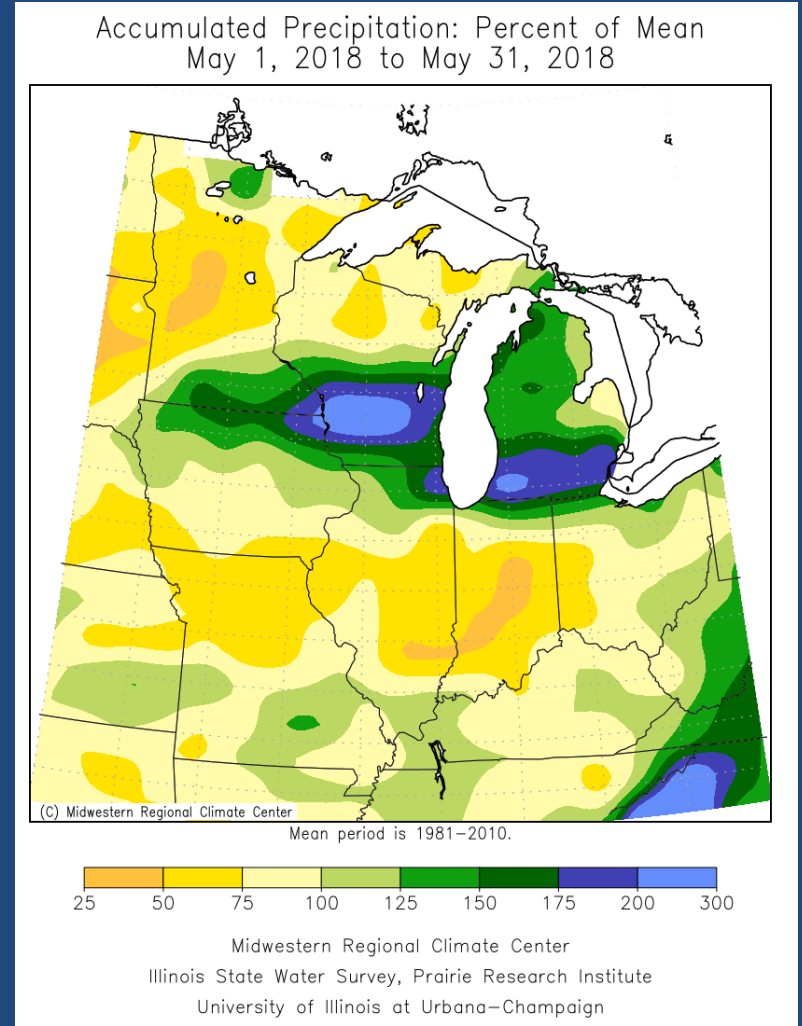 Accumulated Precipitation: Percent of Mean
May 1, 2018 to May 31, 2018
(C) Midwestern Regional Climate Center
Mean period is 1981-2010.
25 50 75 100 125 150 175 200 300
Midwestern Regional Climate Center
Illinois State Water Survey, Prairie Research Institute
University of Illinois at Urbana-Champaign